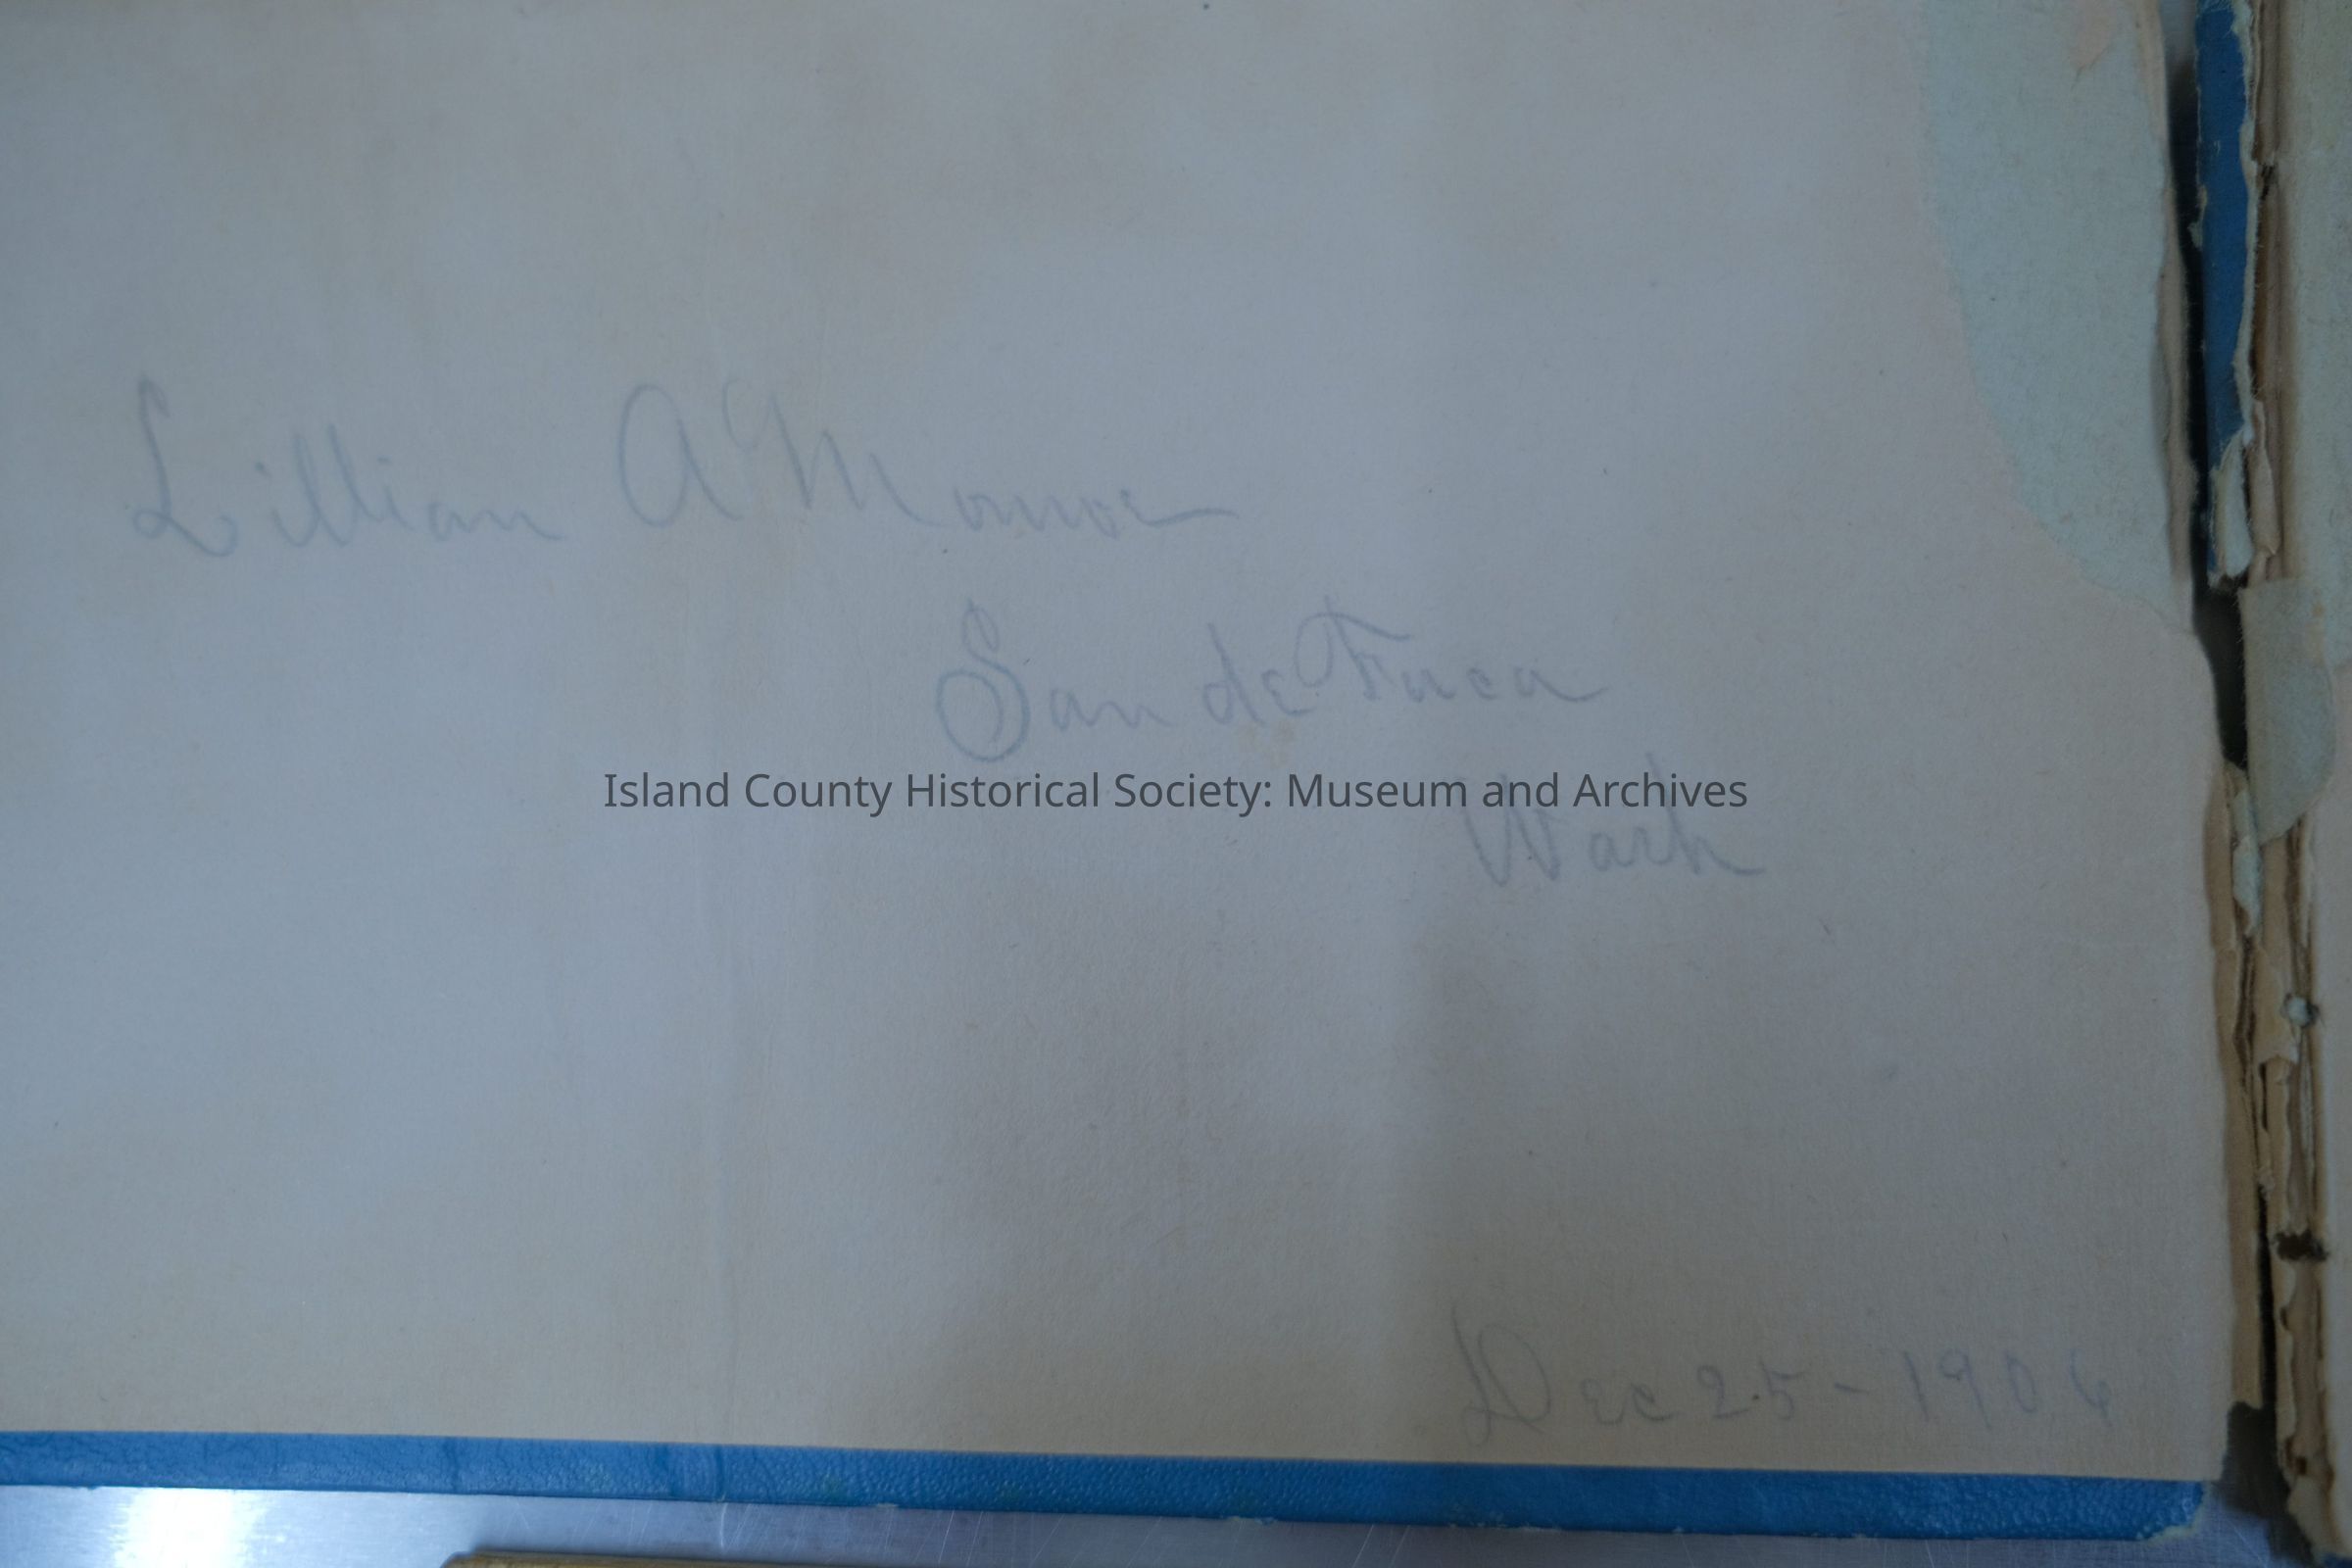 Lillian A Monroe
San de Fuca
Island County Historical Society: Museum and Archives
Wash
Dec 25 - 1906